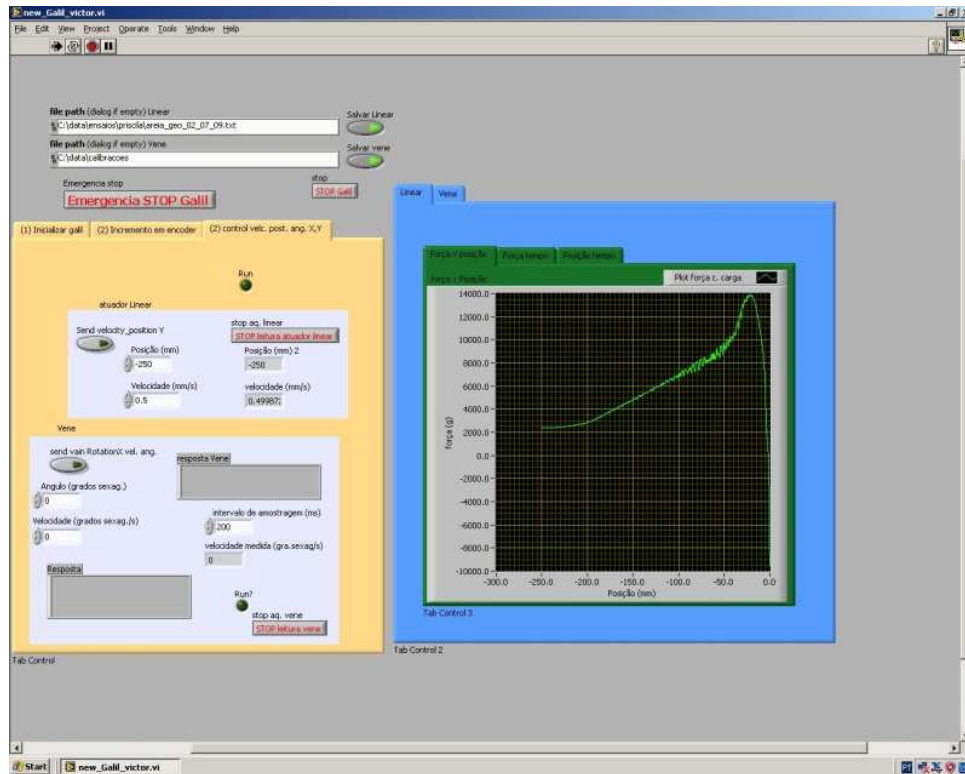 new_Galil_victor.vi
File Edit View Project Operate Tools Window Help
file path (dialog if empty) Linear
C:\data\ensaios\priscila\areia_geo_02_07_09.txt
Salvar Linear
file path (dialog if empty) Vene
C:\data\calibracoes
Salvar vene
Emergencia stop
Emergencia STOP Galil
stop
STOP Galil
(1) Inicializar galil
(2) Incremento em encoder
(2) control velc. post. ang. X,Y
Run
atuador Linear
Send velocity_position Y
stop aq. linear
STOP leitura atuador linear
Posição (mm)
-250
Posição (mm) 2
-250
Velocidade (mm/s)
0.5
velocidade (mm/s)
0.49987
Vene
send vain RotationX vel. ang.
resposta Vene
Angulo (grados sexag.)
0
Velocidade (grados sexag./s)
0
intervalo de amostragem (ms)
200
velocidade medida (gra.sexag/s)
0
Resposta
Run?
stop aq. vene
STOP leitura vene
Tab Control
Linear
Vene
Força V posição
Força tempo
Posição tempo
Força x Posição
Plot força c. carga
14000.0
12000.0
10000.0
8000.0
6000.0
4000.0
2000.0
0.0
-2000.0
-4000.0
-6000.0
-8000.0
-10000.0
força (g)
-300.0 -250.0 -200.0 -150.0 -100.0 -50.0 0.0
Posição (mm)
Tab Control 3
Tab Control 2
Start
new_Galil_victor.vi
PT